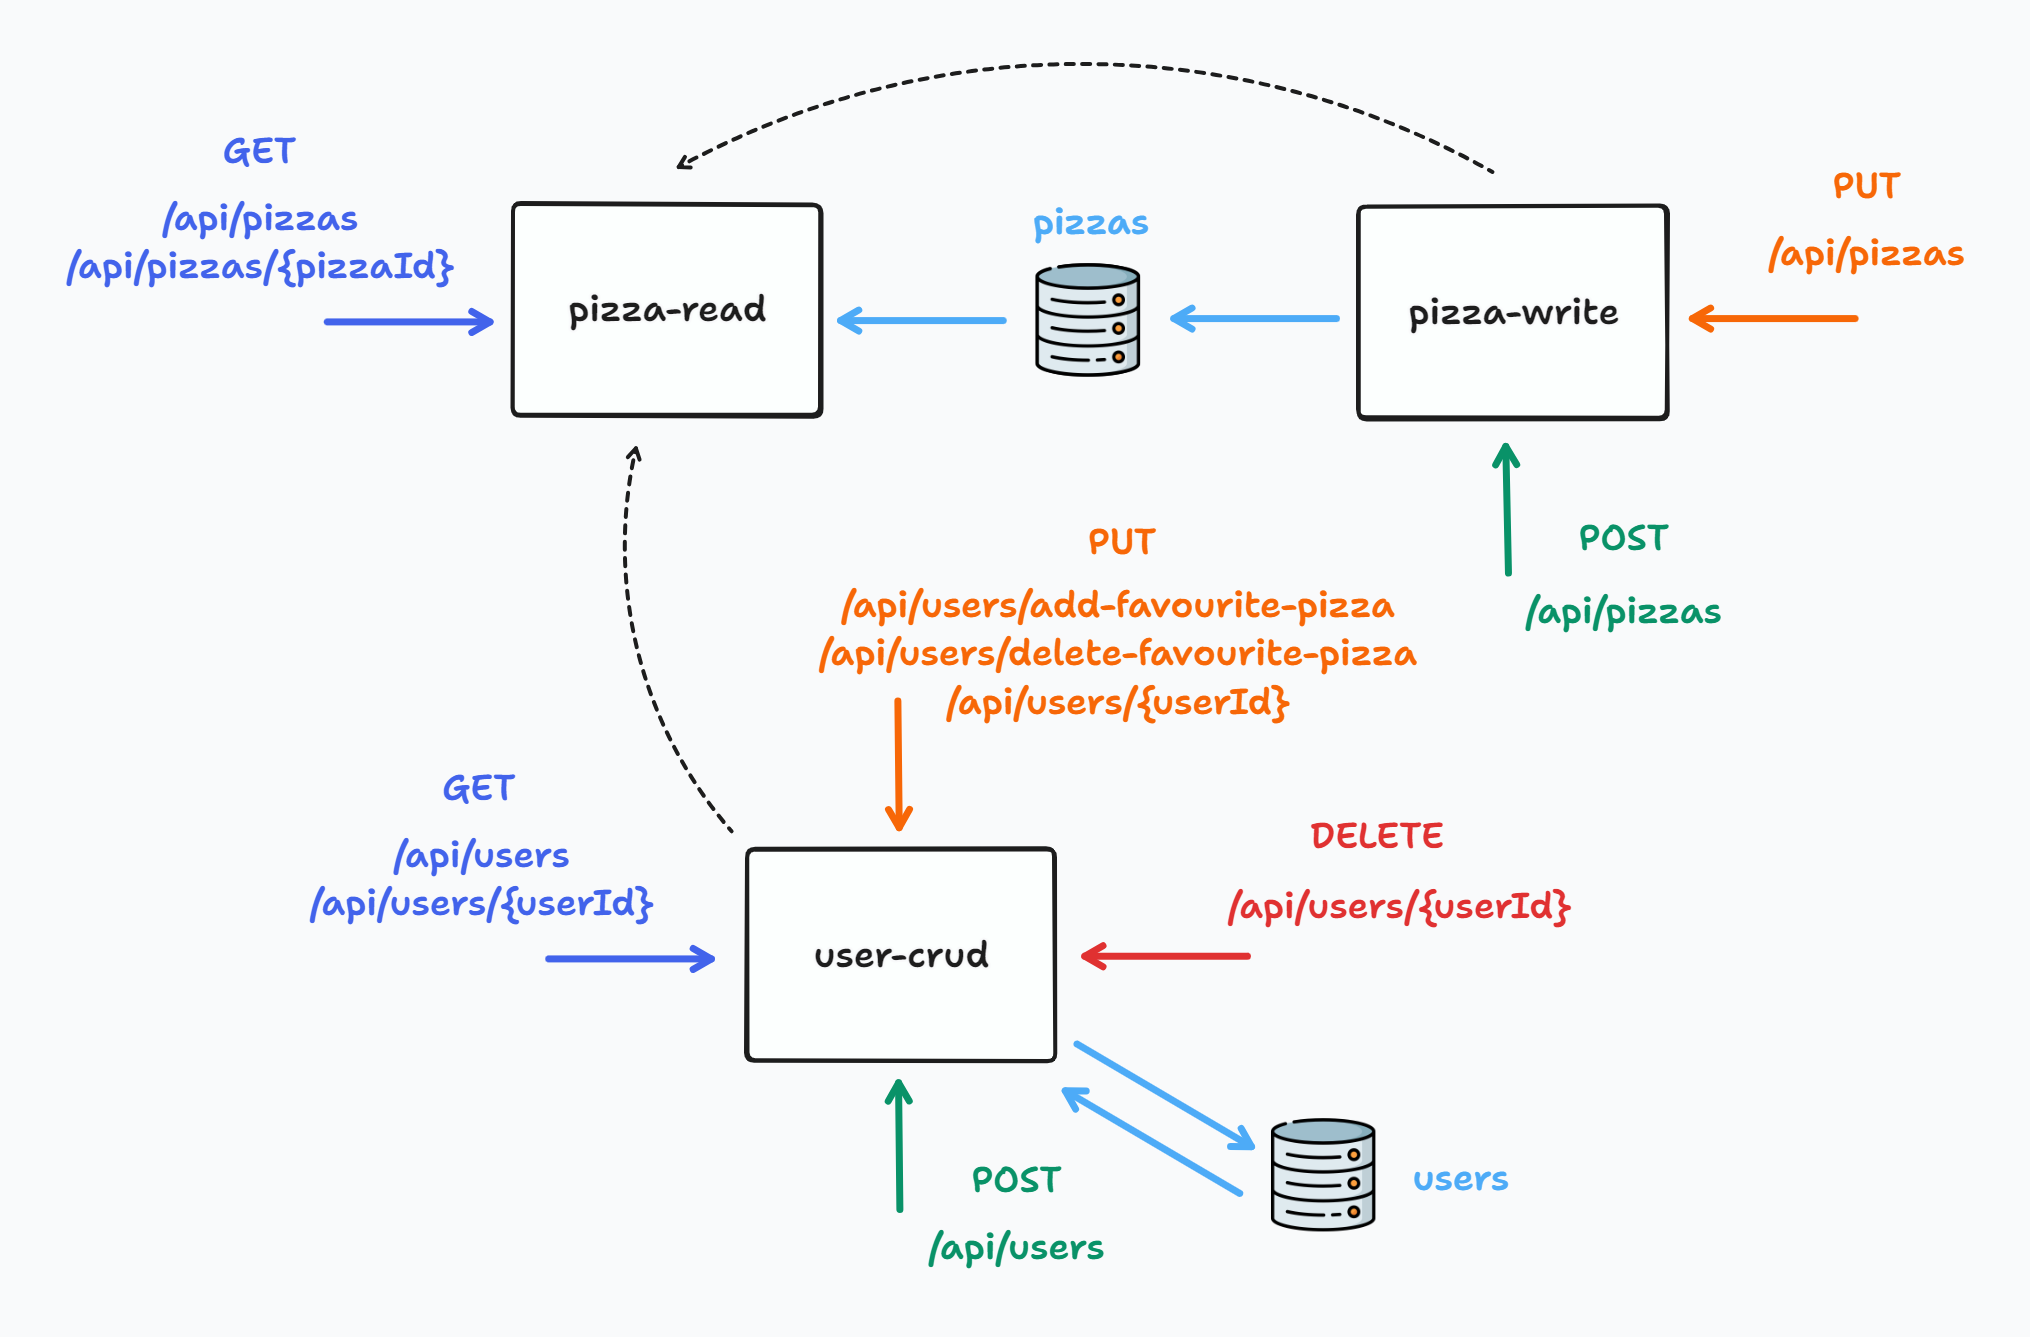 GET
/api/pizzas
/api/pizzas/{pizzaId}
pizza-read
pizzas
pizza-write
PUT
/api/pizzas
POST
/api/pizzas
PUT
/api/users/add-favourite-pizza
/api/users/delete-favourite-pizza
/api/users/{userId}
GET
/api/users
/api/users/{userId}
user-crud
DELETE
/api/users/{userId}
POST
/api/users
users